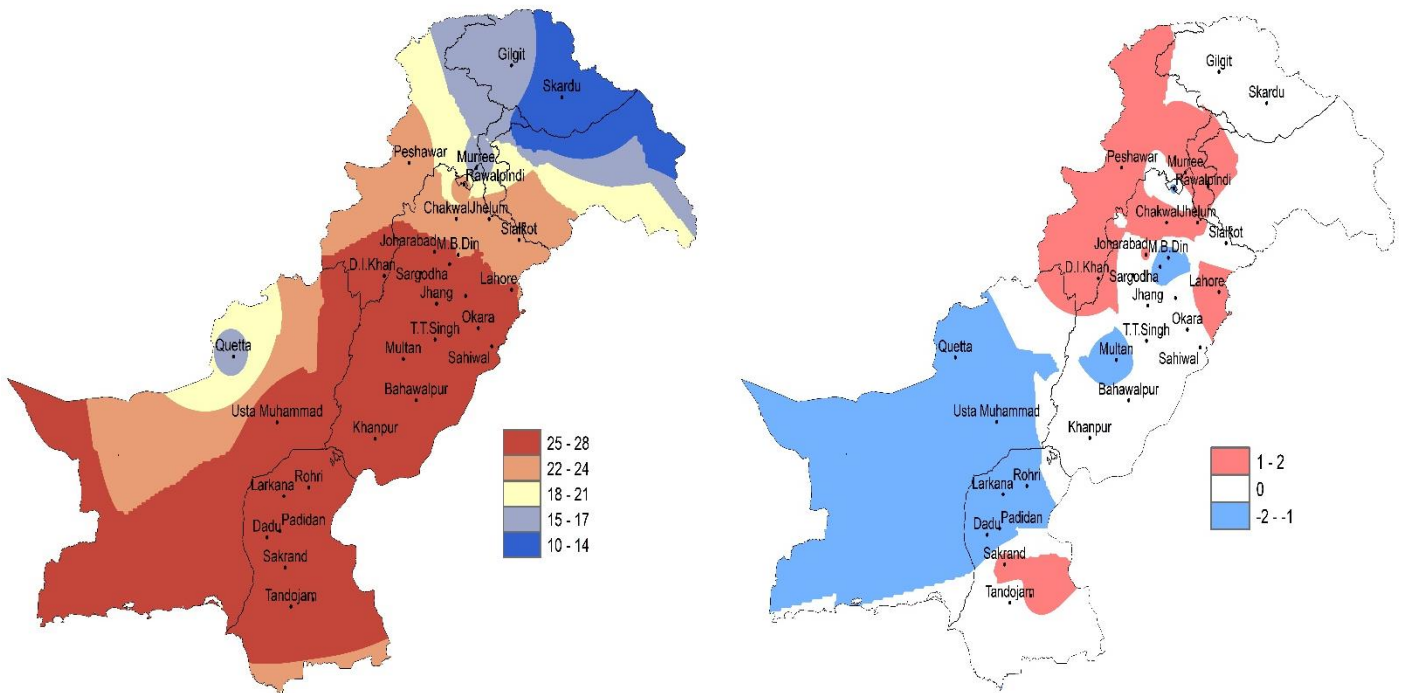 Gilgit
Skardu
Peshawar
Murree
Rawalpindi
Chakwal
Jhelum
Sialkot
Joharabad
M.B.Din
D.I.Khan
Sargodha
Lahore
Jhang
Okara
T.T.Singh
Quetta
Multan
Sahiwal
Bahawalpur
Usta Muhammad
Khanpur
Rohri
Larkana
Padidan
Dadu
Sakrand
Tandojam
25 - 28
22 - 24
18 - 21
15 - 17
10 - 14
Gilgit
Skardu
Peshawar
Murree
Rawalpindi
Chakwal
Jhelum
Sialkot
Joharabad
M.B.Din
D.I.Khan
Sargodha
Lahore
Jhang
Okara
T.T.Singh
Quetta
Multan
Sahiwal
Bahawalpur
Usta Muhammad
Khanpur
Rohri
Larkana
Padidan
Dadu
Sakrand
Tandojam
1 - 2
0
-2 - -1